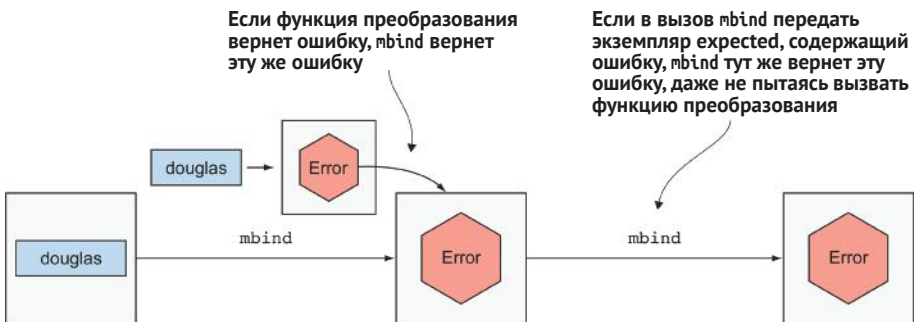 Если функция преобразования
вернет ошибку, mbind вернет
эту же ошибку
Если в вызов mbind передать
экземпляр expected, содержащий
ошибку, mbind тут же вернет эту
ошибку, даже не пытаясь вызвать
функцию преобразования
douglas
Error
mbind
mbind
douglas
Error
Error